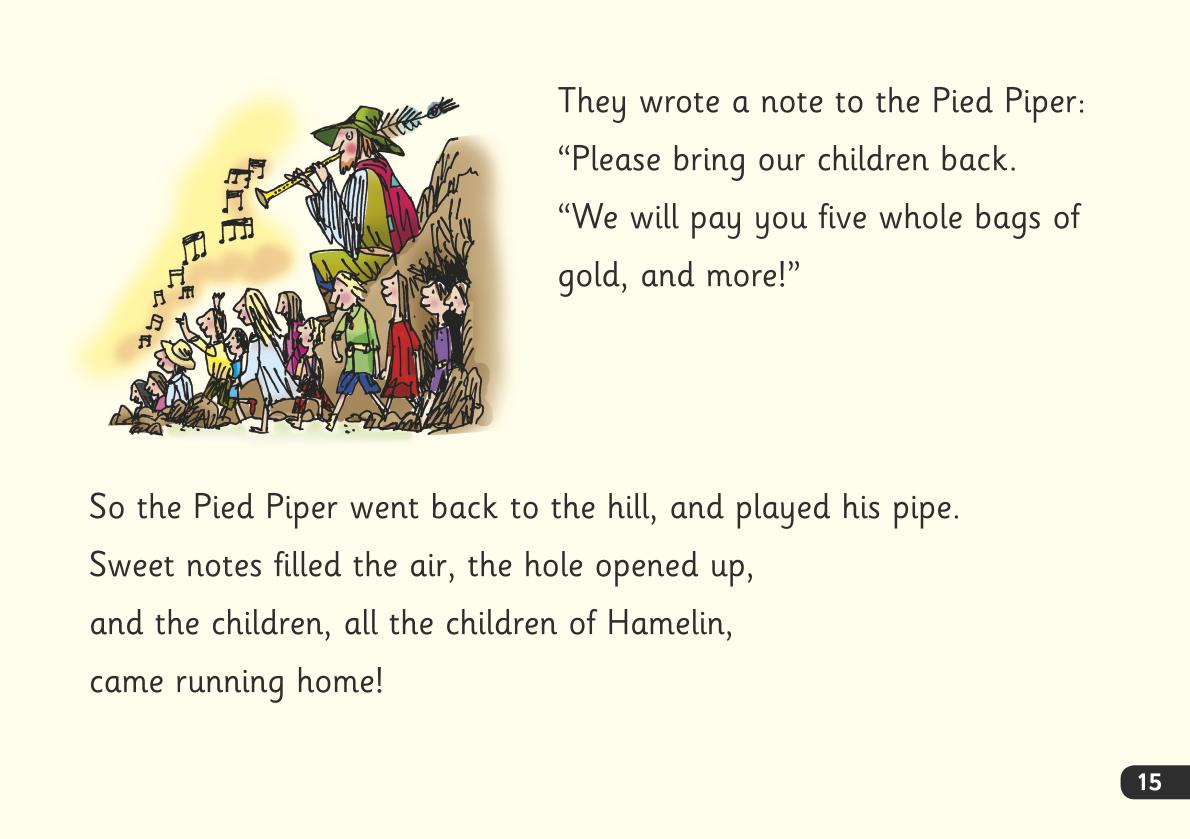 They wrote a note to the Pied Piper:
“Please bring our children back.
“We will pay you five whole bags of
gold, and more!”
So the Pied Piper went back to the hill, and played his pipe.
Sweet notes filled the air, the hole opened up,
and the children, all the children of Hamelin,
came running home!
15